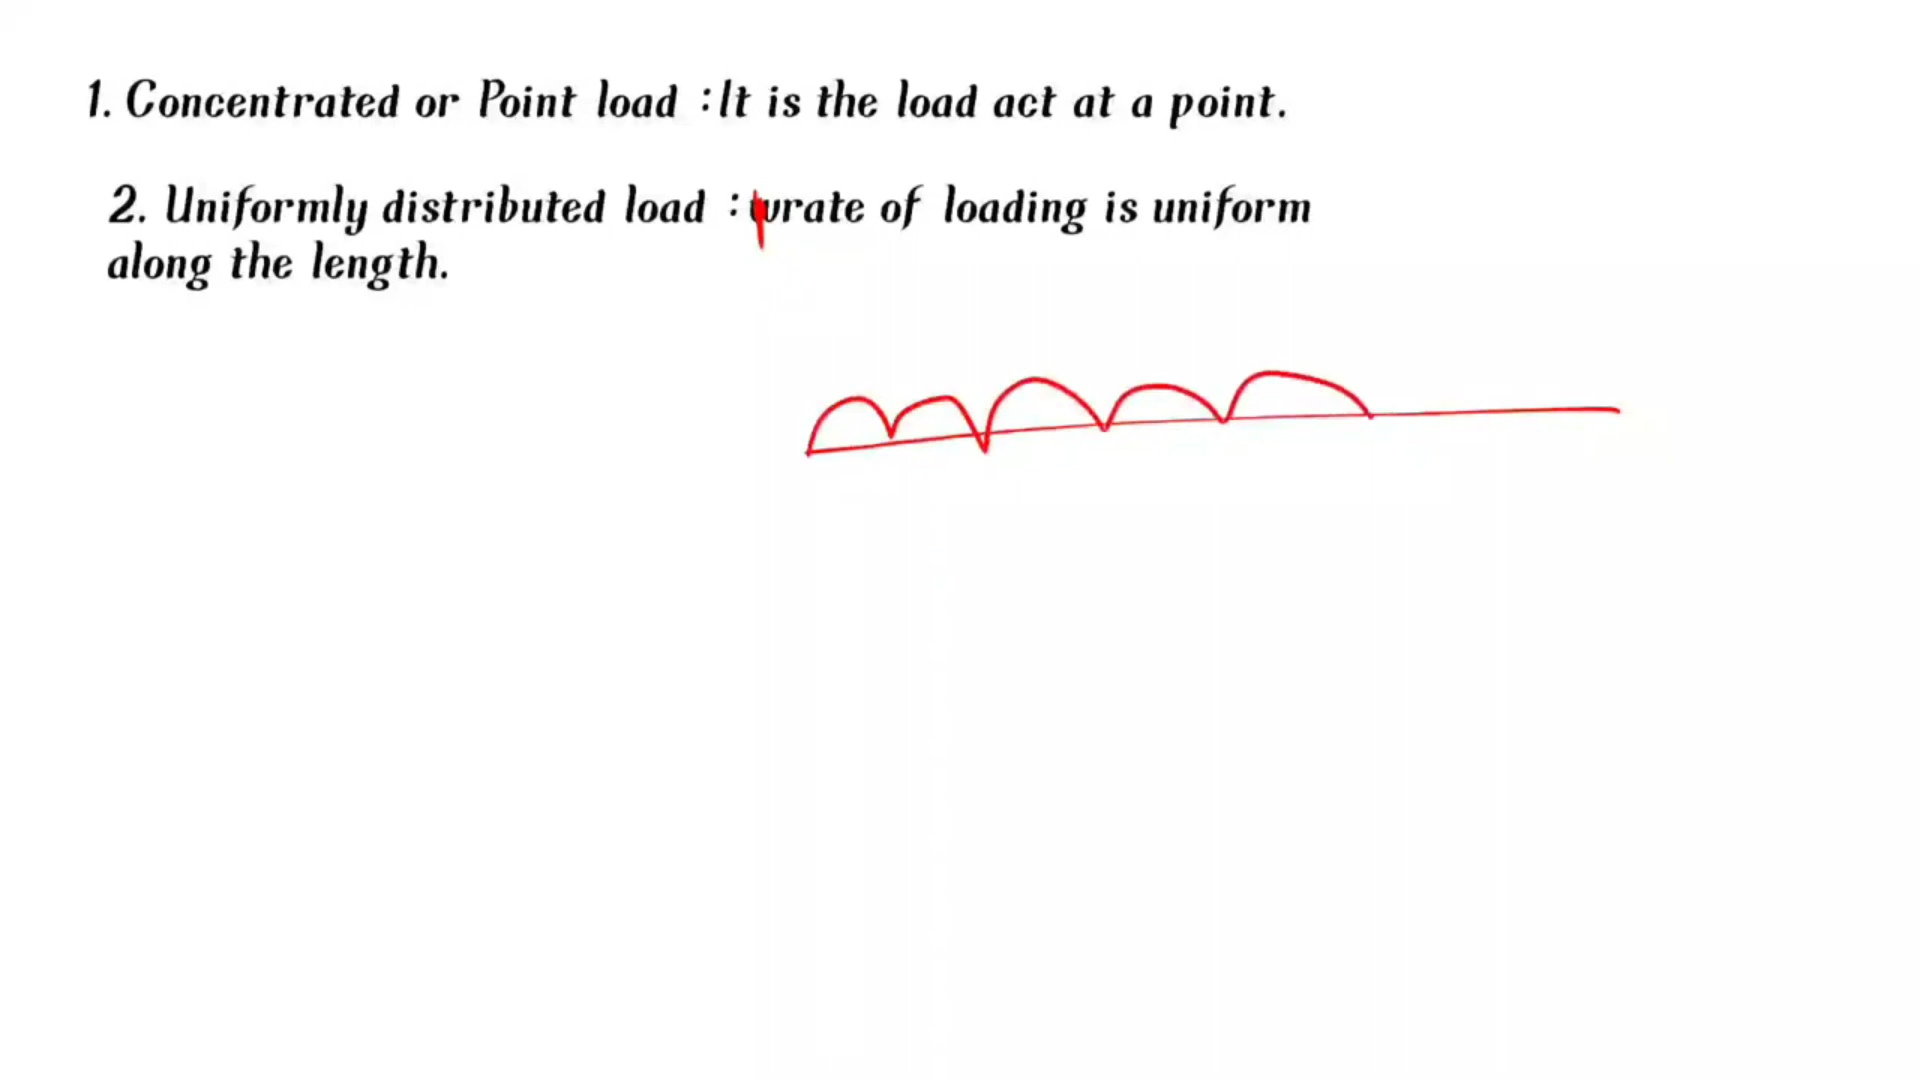 1. Concentrated or Point load :It is the load act at a point.
2. Uniformly distributed load : rate of loading is uniform
along the length.